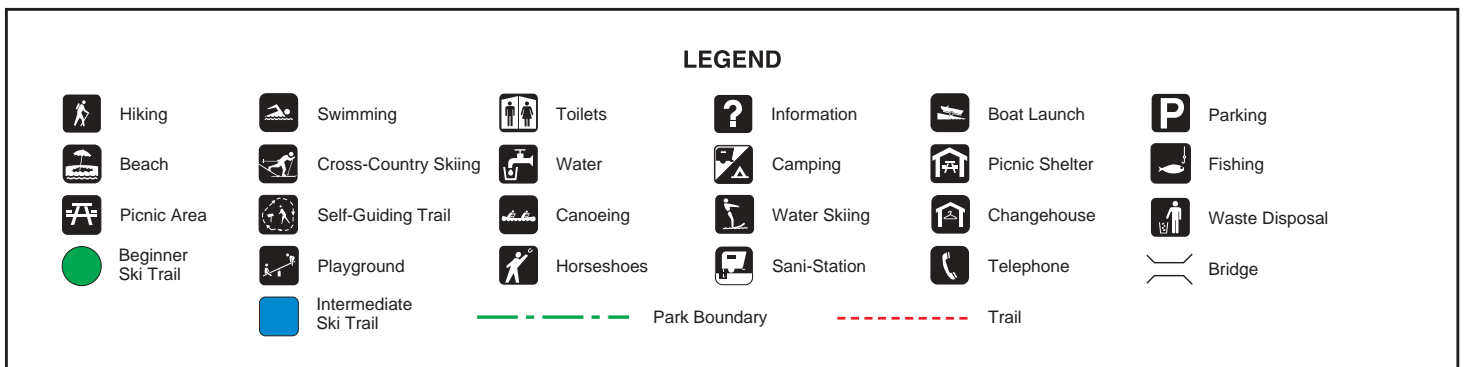 LEGEND
Hiking
Swimming
Toilets
?
Information
Boat Launch
P
Parking
Beach
Cross-Country Skiing
Water
Camping
Picnic Shelter
Fishing
Picnic Area
Self-Guiding Trail
Canoeing
Water Skiing
Changehouse
Waste Disposal
Beginner
Ski Trail
Playground
Horseshoes
Sani-Station
Telephone
Bridge
Intermediate
Ski Trail
Park Boundary
Trail